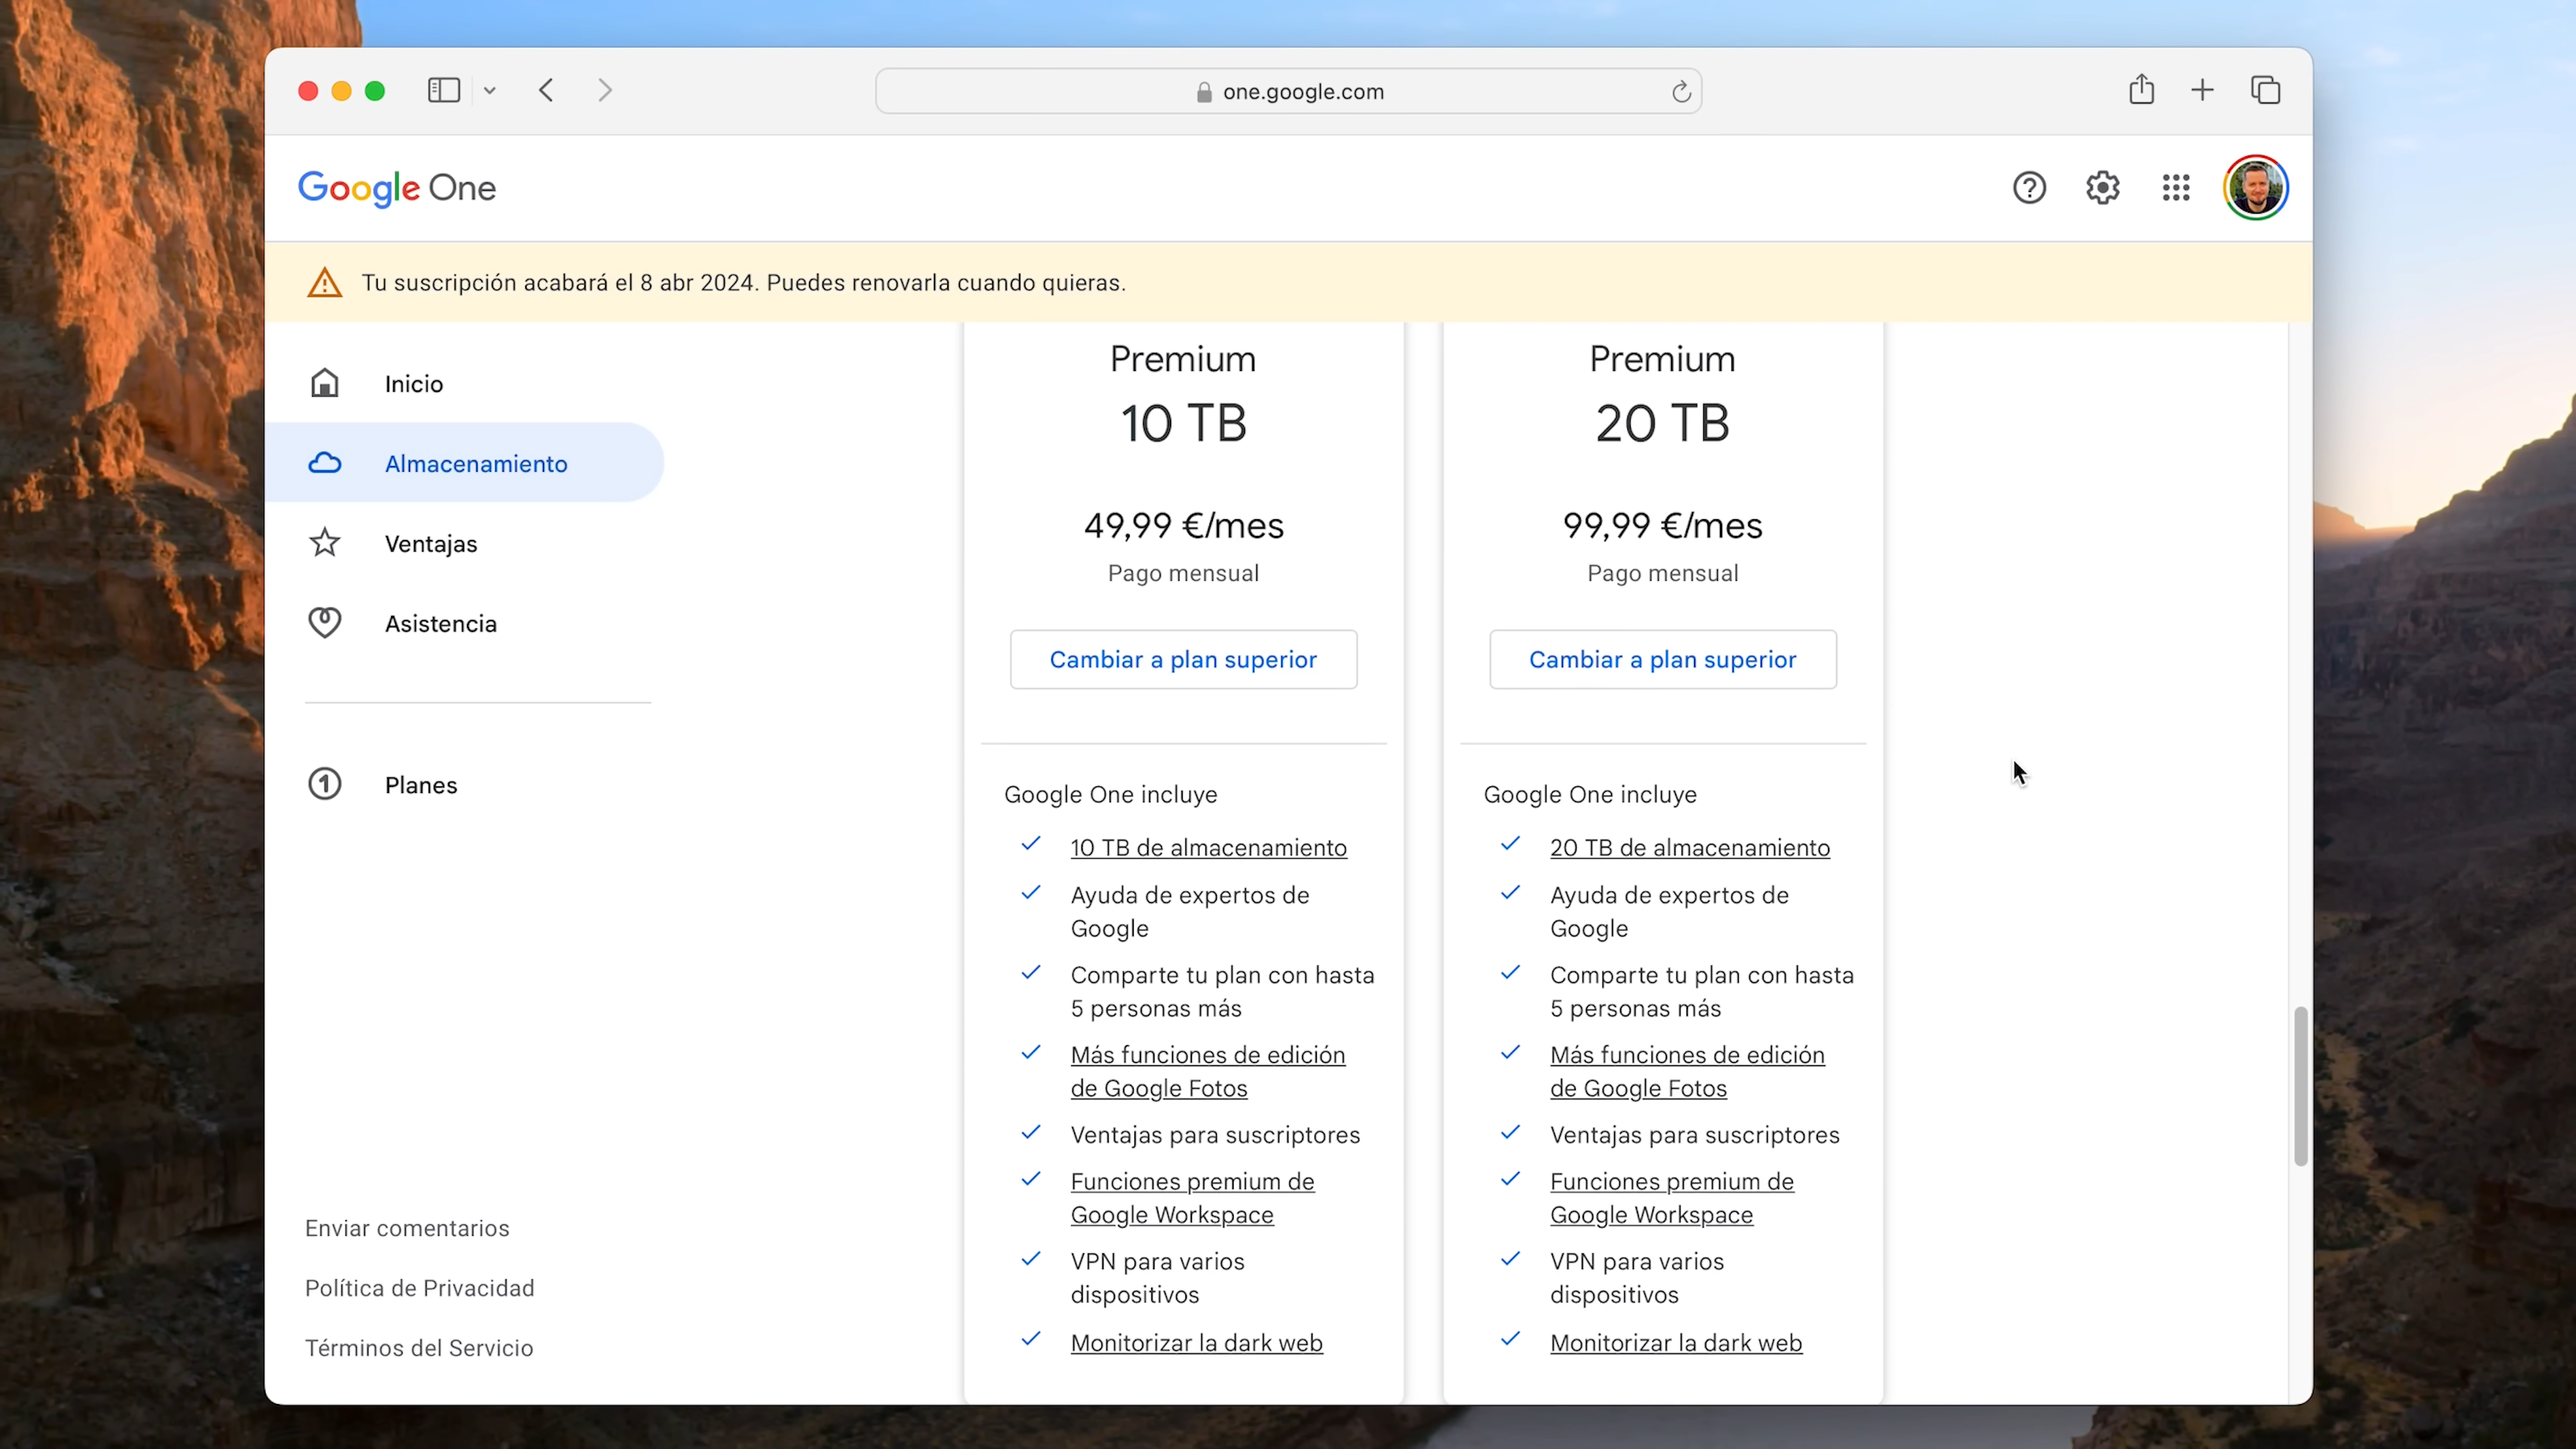 one.google.com
Google One
Tu suscripción acabará el 8 abr 2024. Puedes renovarla cuando quieras.
Inicio
Almacenamiento
Ventajas
Asistencia
Planes
Enviar comentarios
Política de Privacidad
Términos del Servicio
Premium
10 TB
49,99 €/mes
Pago mensual
Cambiar a plan superior
Google One incluye
10 TB de almacenamiento
Ayuda de expertos de
Google
Comparte tu plan con hasta
5 personas más
Más funciones de edición
de Google Fotos
Ventajas para suscriptores
Funciones premium de
Google Workspace
VPN para varios
dispositivos
Monitorizar la dark web
Premium
20 TB
99,99 €/mes
Pago mensual
Cambiar a plan superior
Google One incluye
20 TB de almacenamiento
Ayuda de expertos de
Google
Comparte tu plan con hasta
5 personas más
Más funciones de edición
de Google Fotos
Ventajas para suscriptores
Funciones premium de
Google Workspace
VPN para varios
dispositivos
Monitorizar la dark web